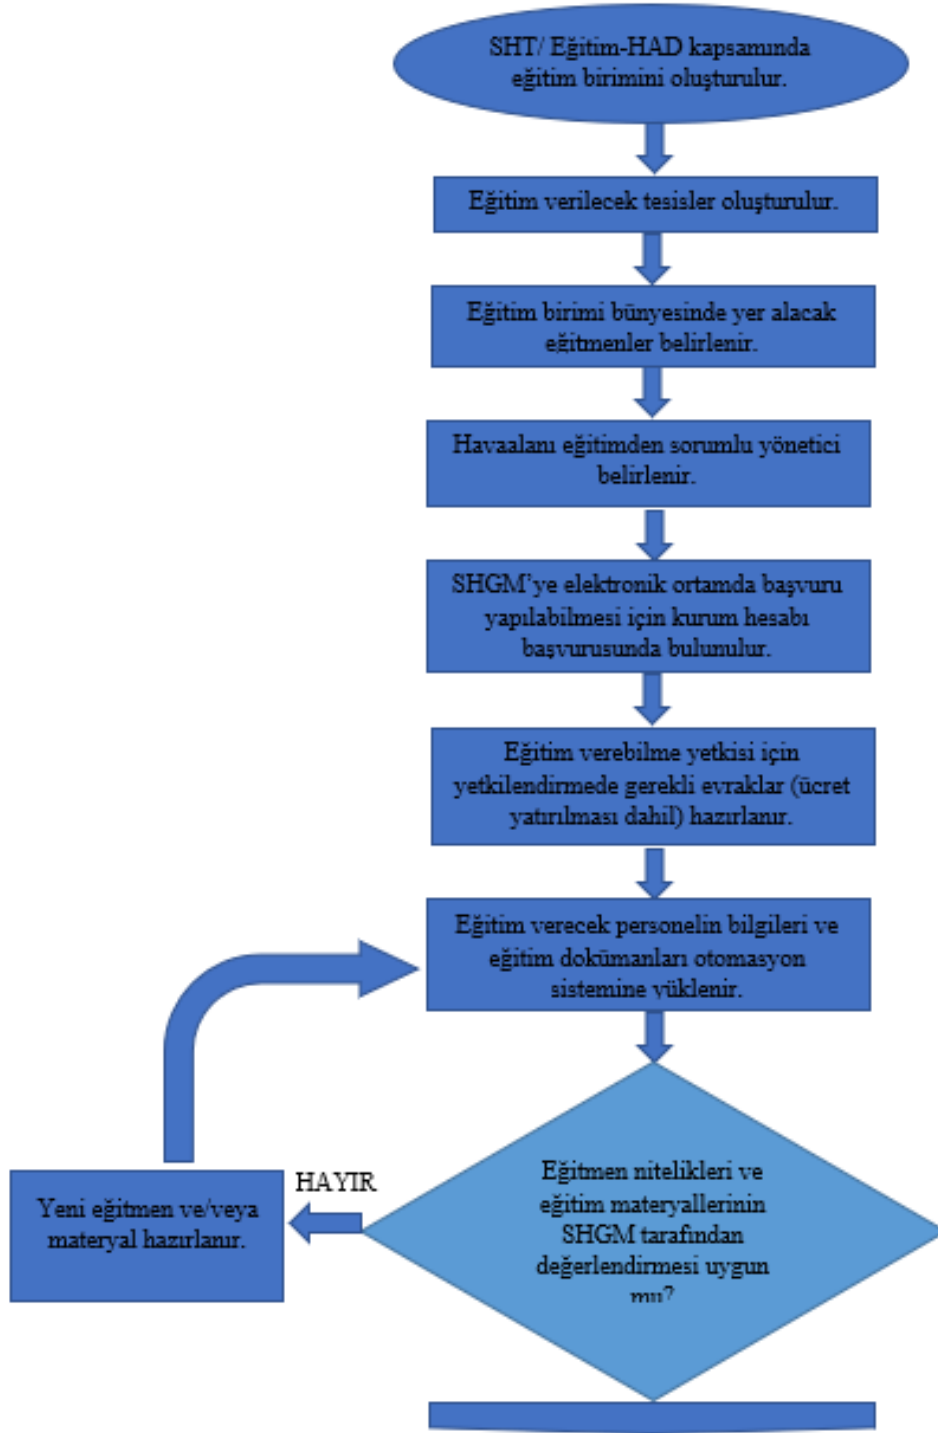 SHT/ Eğitim-HAD kapsamında
eğitim birimini oluşturulur.
Eğitim verilecek tesisler oluşturulur.
Eğitim birimi bünyesinde yer alacak
eğitmenler belirlenir.
Havaalanı eğitimden sorumlu yönetici
belirlenir.
SHGM’ye elektronik ortamda başvuru
yapılabilmesi için kurum hesabı
başvurusunda bulunulur.
Eğitim verebilme yetkisi için
yetkilendirmede gerekli evraklar (ücret
yatırılması dahil) hazırlanır.
Eğitim verecek personelin bilgileri ve
eğitim dokümanları otomasyon
sistemine yüklenir.
Eğitmen nitelikleri ve
eğitim materyallerinin
SHGM tarafından
değerlendirmesi uygun
mu?
HAYIR
Yeni eğitmen ve/veya
materyal hazırlanır.